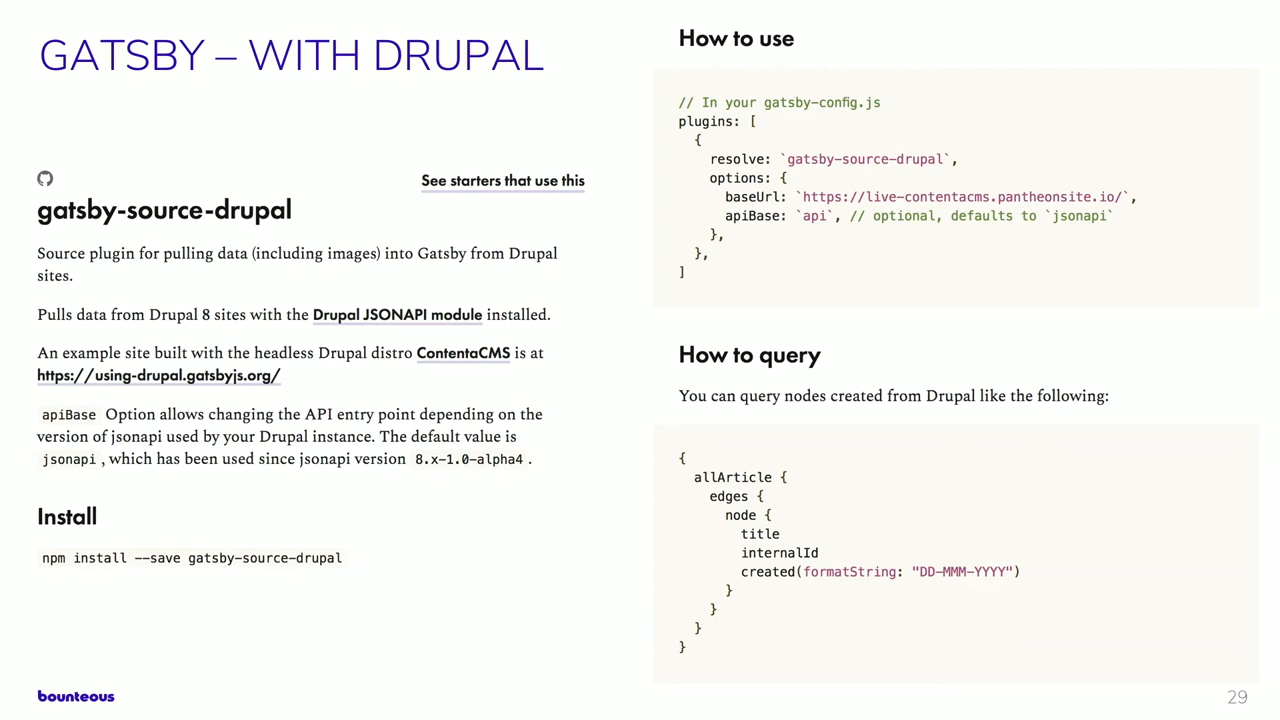 GATSBY – WITH DRUPAL
See starters that use this
gatsby-source-drupal
Source plugin for pulling data (including images) into Gatsby from Drupal
sites.
Pulls data from Drupal 8 sites with the Drupal JSONAPI module installed.
An example site built with the headless Drupal distro ContentaCMS is at
https://using-drupal.gatsbyjs.org/
apiBase Option allows changing the API entry point depending on the
version of jsonapi used by your Drupal instance. The default value is
jsonapi , which has been used since jsonapi version 8.x-1.0-alpha4 .
Install
npm install --save gatsby-source-drupal
How to use
// In your gatsby-config.js
plugins: [
  {
    resolve: `gatsby-source-drupal`,
    options: {
      baseUrl: `https://live-contentacms.pantheonsite.io/`,
      apiBase: `api`, // optional, defaults to `jsonapi`
    },
  },
]
How to query
You can query nodes created from Drupal like the following:
{
  allArticle {
    edges {
      node {
        title
        internalId
        created(formatString: "DD-MMM-YYYY")
      }
    }
  }
}
bounteous
29